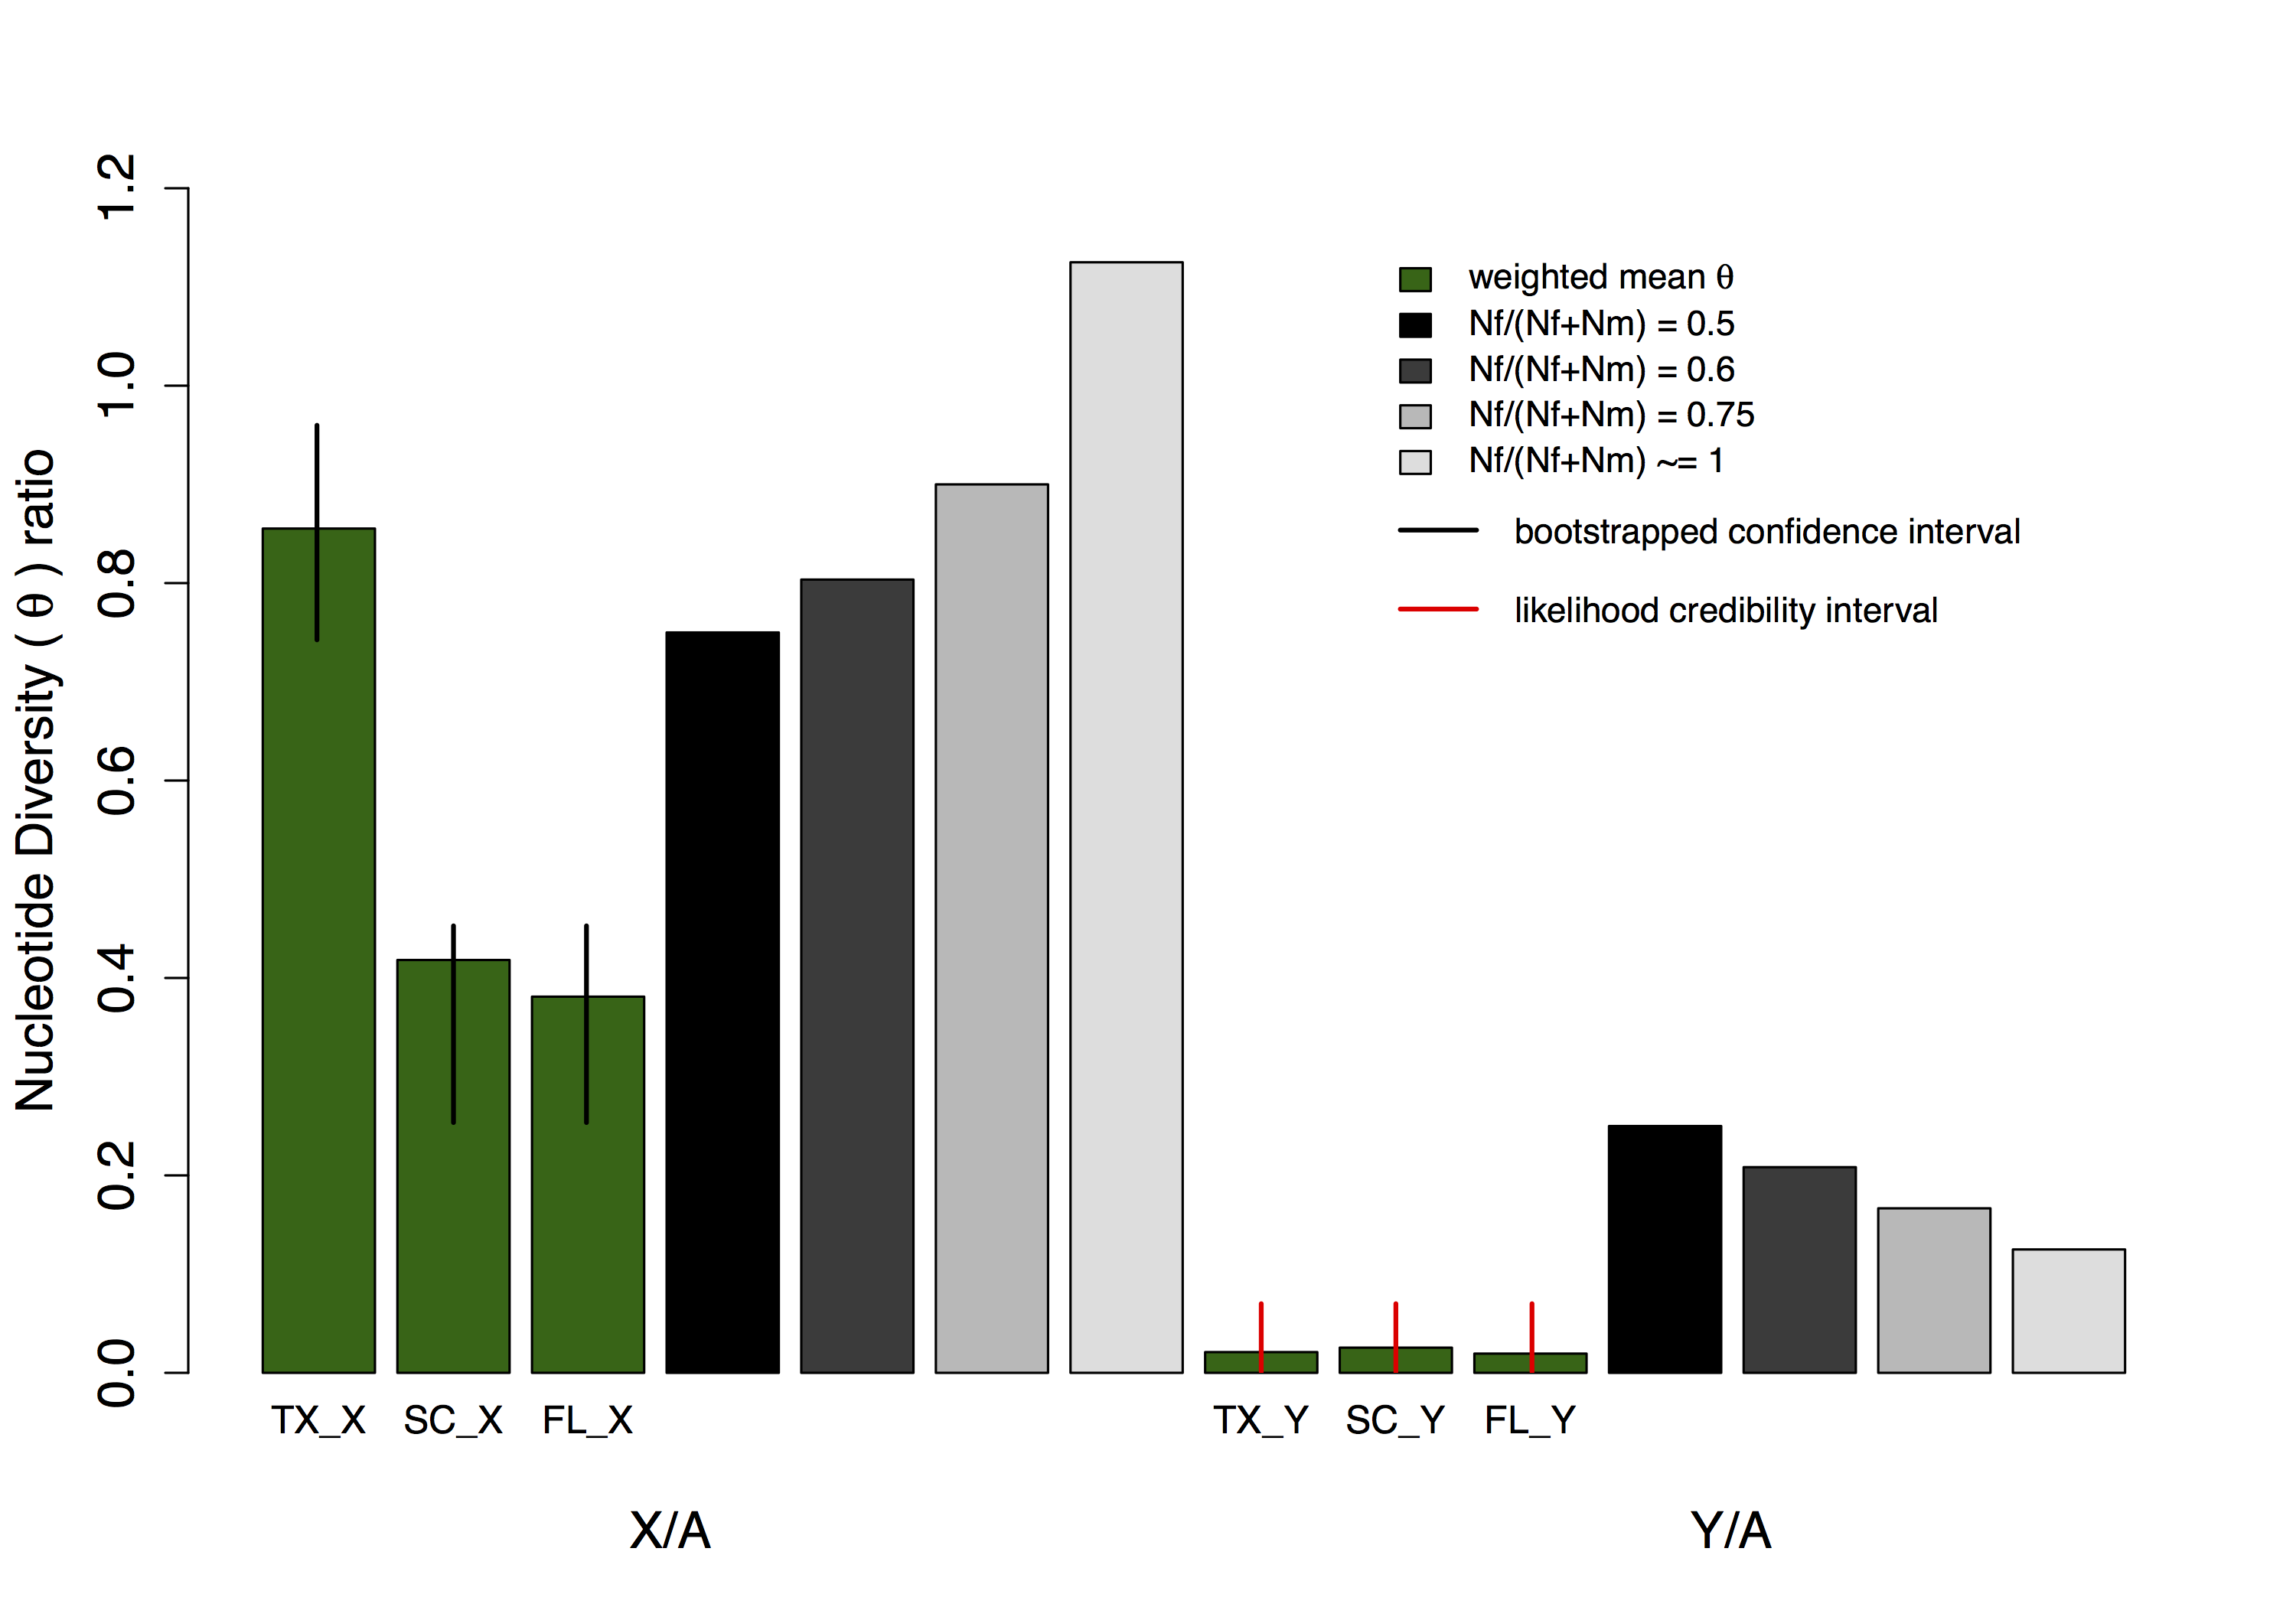 Nucleotide Diversity ( θ ) ratio
1.2
1.0
0.8
0.6
0.4
0.2
0.0
weighted mean θ
Nf/(Nf+Nm) = 0.5
Nf/(Nf+Nm) = 0.6
Nf/(Nf+Nm) = 0.75
Nf/(Nf+Nm) ~= 1
bootstrapped confidence interval
likelihood credibility interval
TX_X SC_X FL_X TX_Y SC_Y FL_Y
X/A Y/A